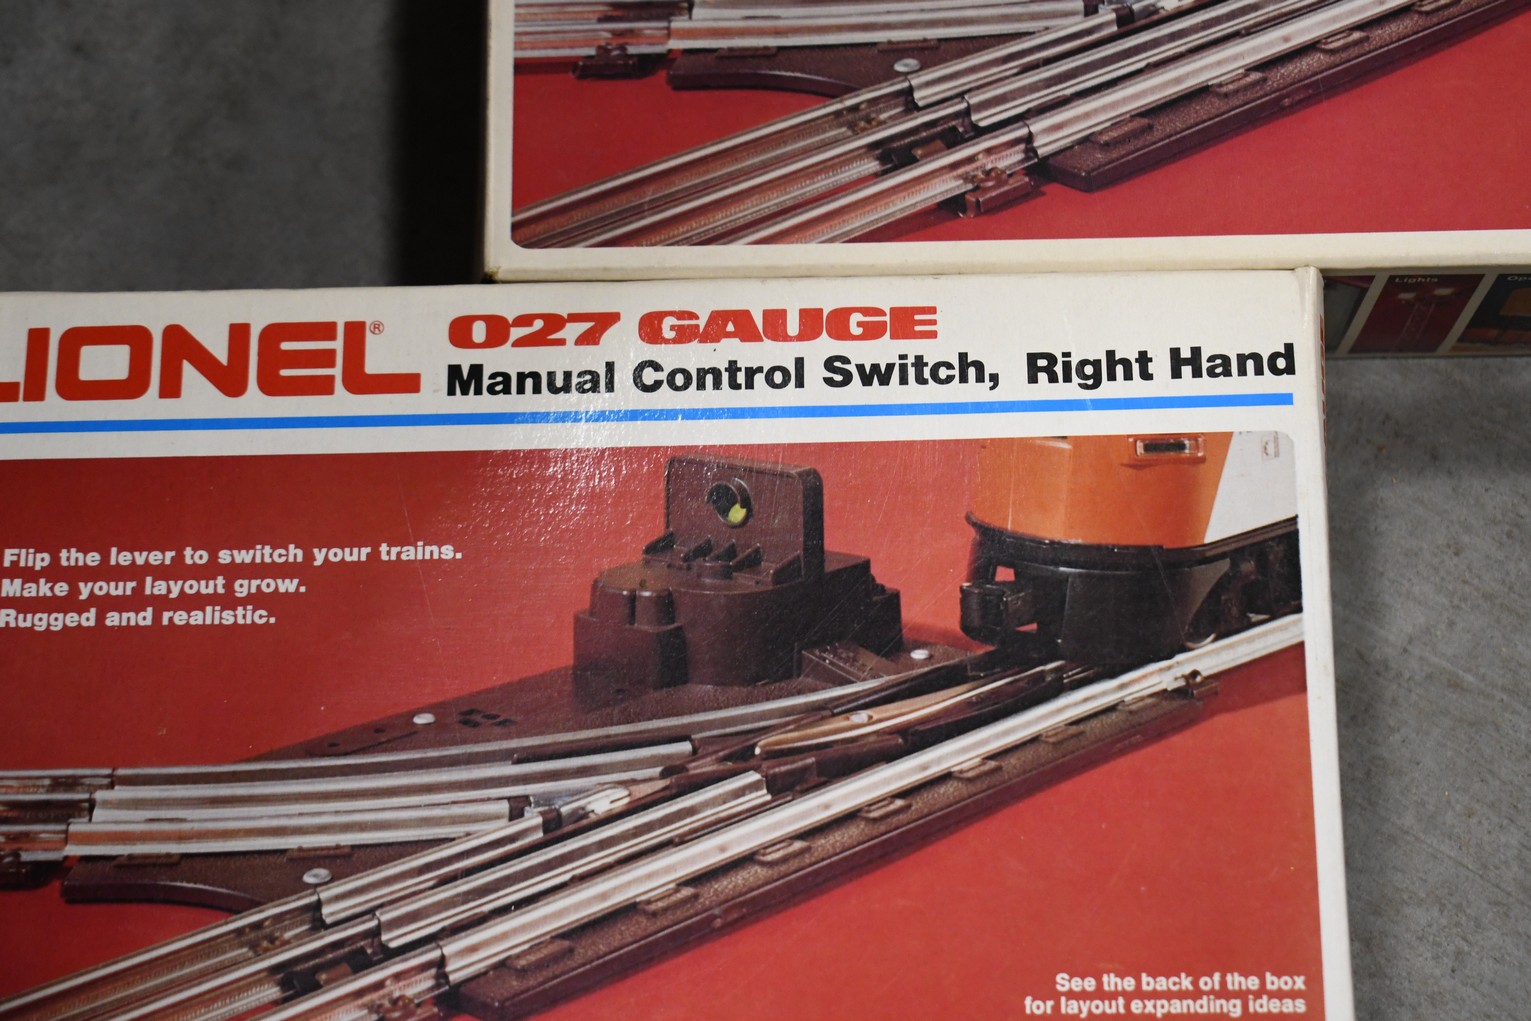 LIONEL®
027 GAUGE
Manual Control Switch, Right Hand
Flip the lever to switch your trains.
Make your layout grow.
Rugged and realistic.
See the back of the box
for layout expanding ideas
Lights